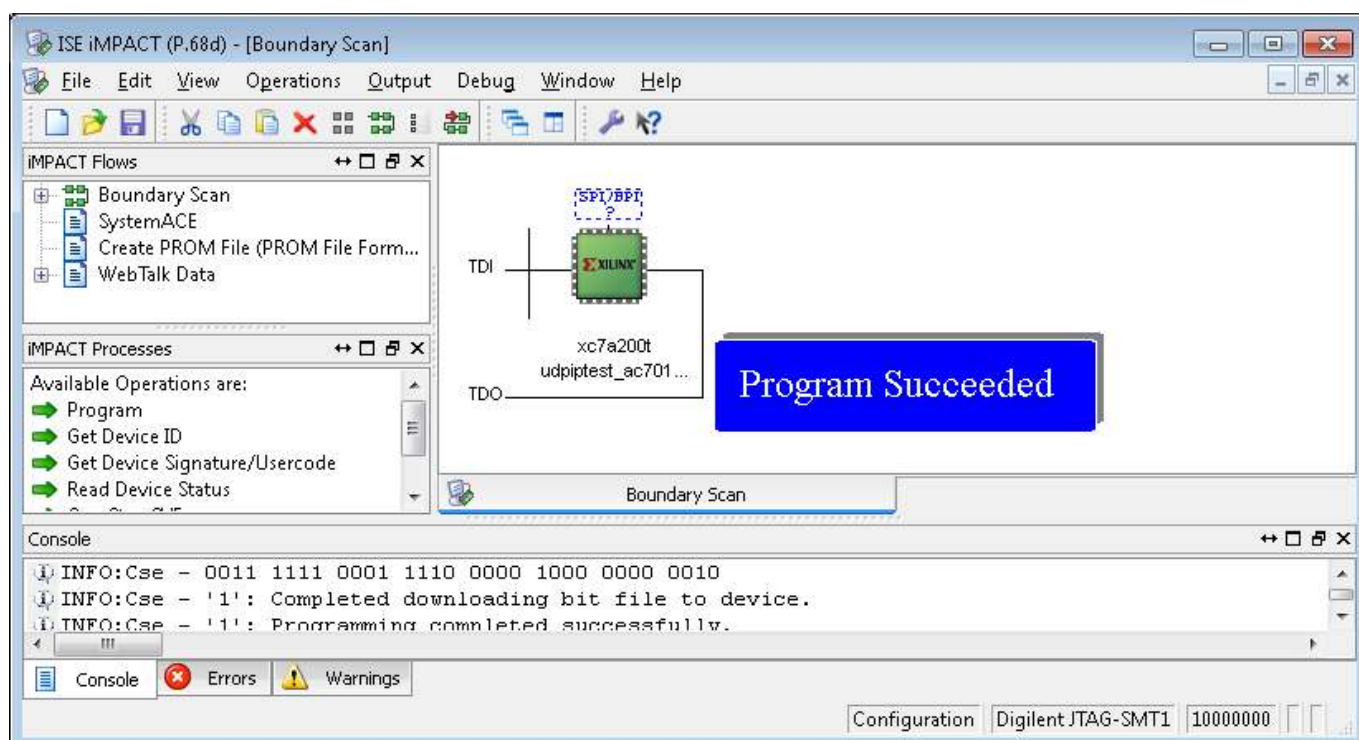 ISE iMPACT (P.68d) - [Boundary Scan]
File Edit View Operations Output Debug Window Help
iMPACT Flows
Boundary Scan
SystemACE
Create PROM File (PROM File Form...
WebTalk Data
iMPACT Processes
Available Operations are:
Program
Get Device ID
Get Device Signature/Usercode
Read Device Status
SPI/BPI
?
TDI
XILINX
xc7a200t
udpiptest_ac701...
TDO
Program Succeeded
Boundary Scan
Console
INFO:Cse - 0011 1111 0001 1110 0000 1000 0000 0010
INFO:Cse - '1': Completed downloading bit file to device.
INFO:Cse - '1': Programming completed successfully.
Console Errors Warnings
Configuration Digilent JTAG-SMT1 10000000